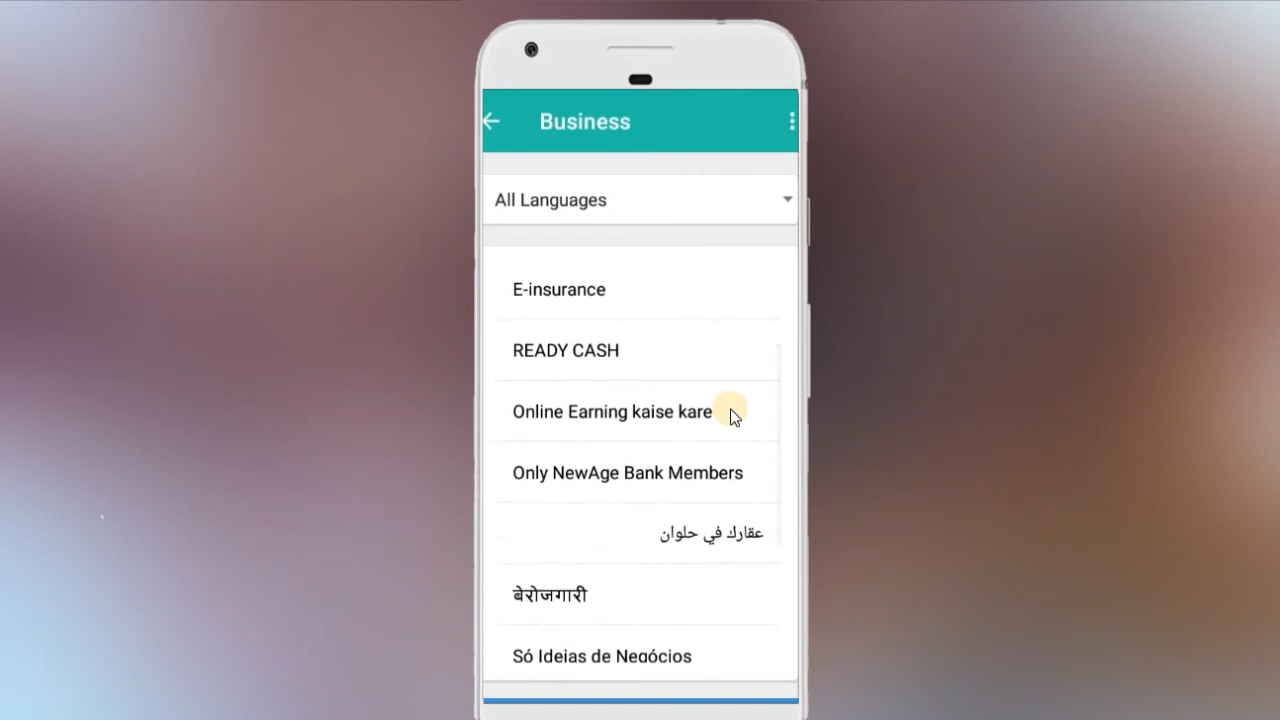 Business
All Languages
E-insurance
READY CASH
Online Earning kaise kare
Only NewAge Bank Members
عقارك في حلوان
बेरोजगारी
Só Ideias de Negócios